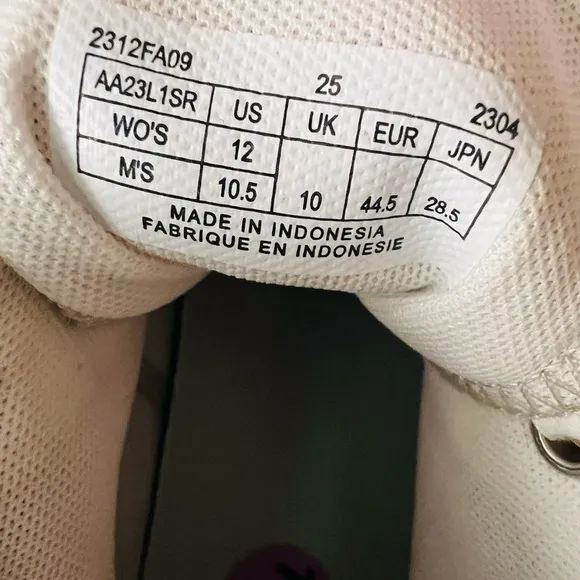 2312FA09 25 2304
AA23L1SR US UK EUR JPN
WO'S 12
M'S 10.5 10 44.5 28.5
MADE IN INDONESIA
FABRIQUE EN INDONESIE